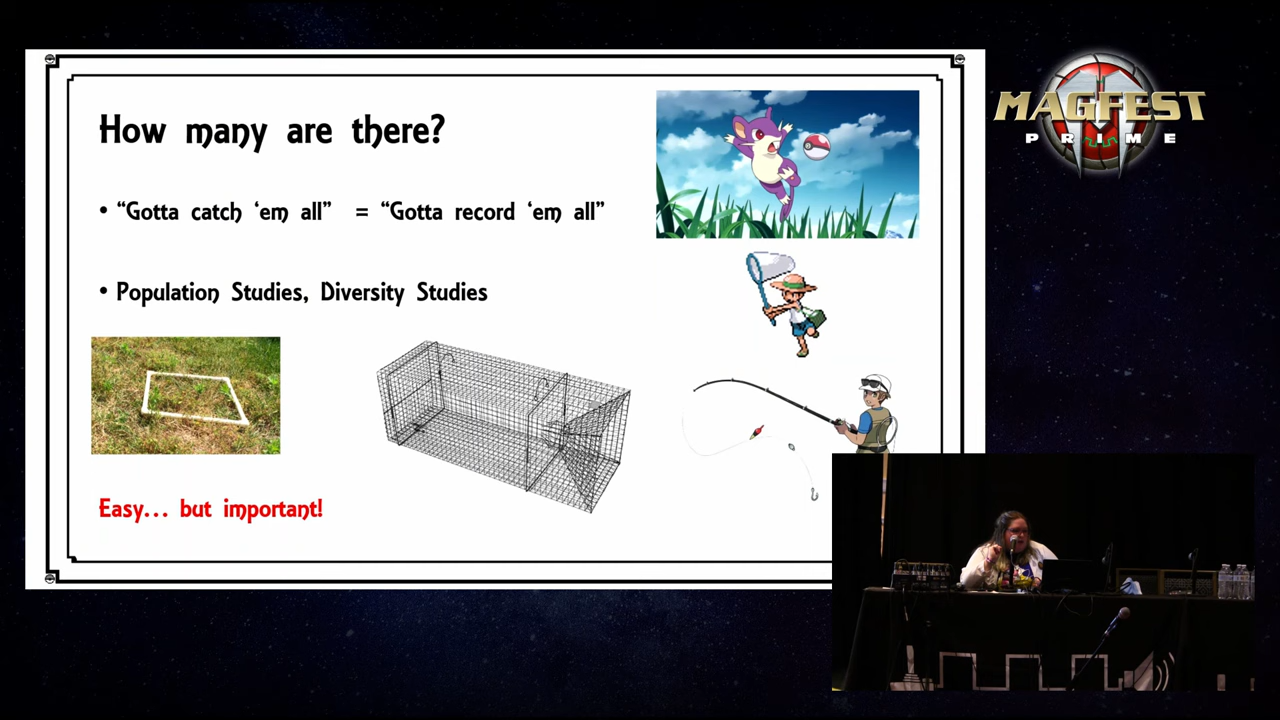 How many are there?
• “Gotta catch ‘em all” = “Gotta record ‘em all”
• Population Studies, Diversity Studies
Easy... but important!
MAGFEST
PRIME